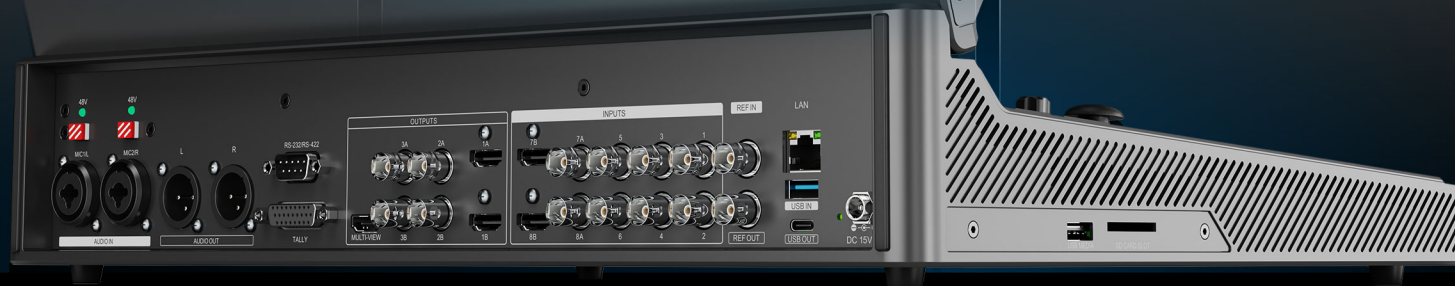 48V
48V
MIC1/L
MIC2/R
AUDIO IN
L
R
AUDIO OUT
RS-232/RS-422
TALLY
OUTPUTS
3A
2A
1A
MULTI-VIEW
3B
2B
1B
INPUTS
7B
7A
5
3
1
8B
8A
6
4
2
REF IN
REF OUT
LAN
USB IN
USB OUT
DC 15V